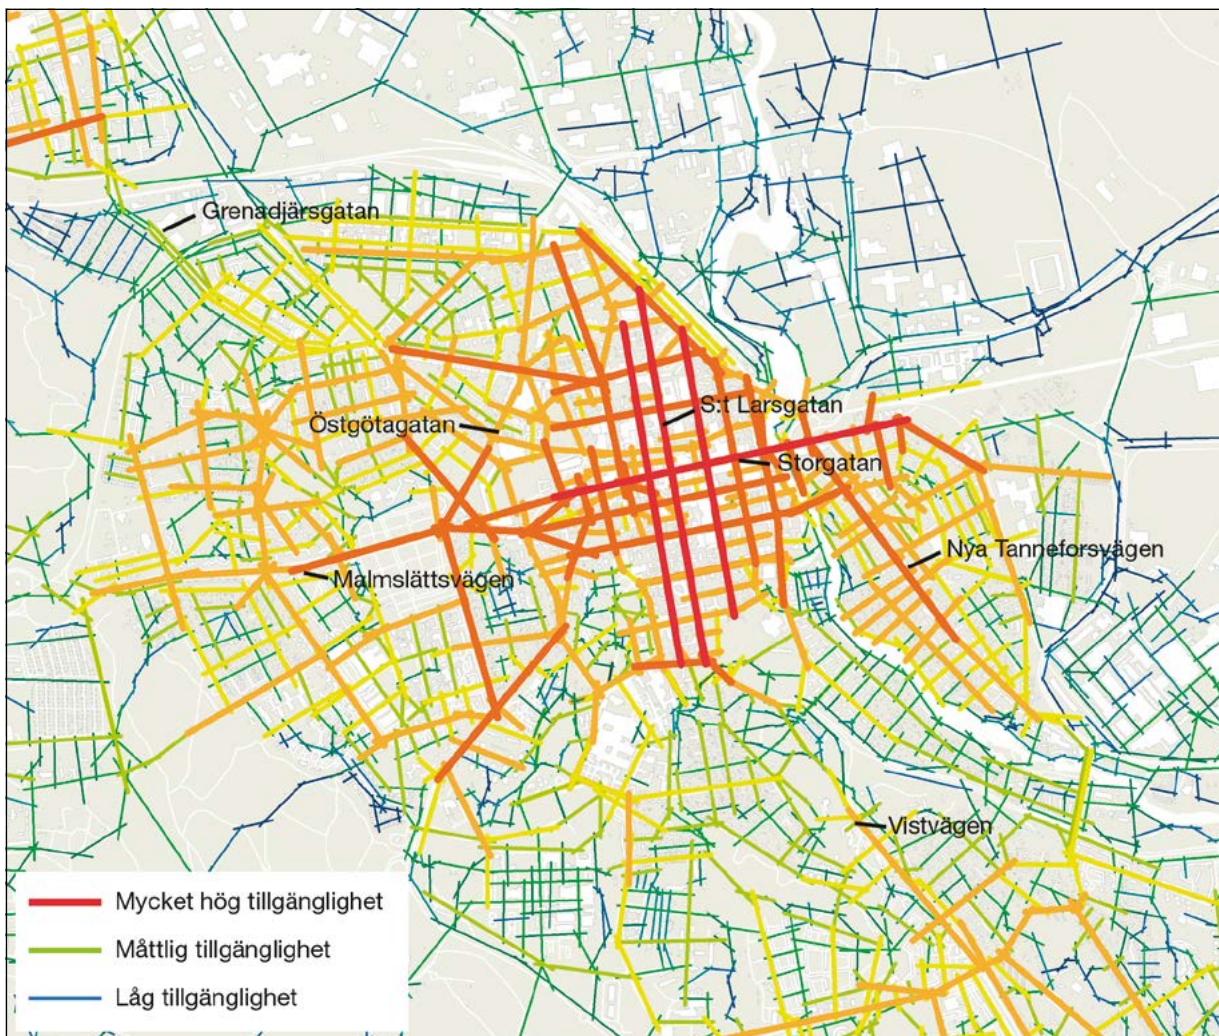 Grenadjärsgatan
S:t Larsgatan
Östgötagatan
Storgatan
Nya Tanneforsvägen
Malmslättsvägen
Vistvägen
Mycket hög tillgänglighet
Måttlig tillgänglighet
Låg tillgänglighet